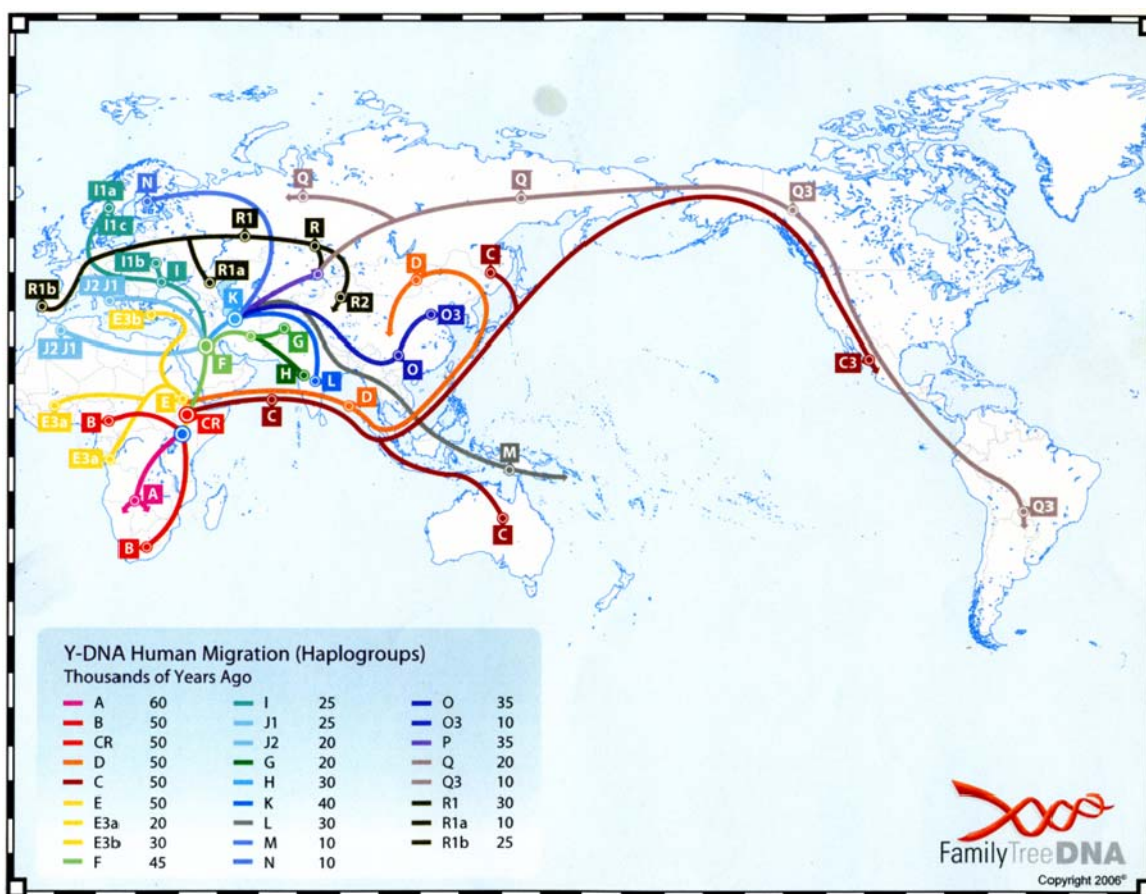 Q
Q
Q3
I1a
N
I1c
R1
R
C
D
I1b
I
R1a
R1b
J2 J1
K
R2
O3
E3b
J2 J1
G
F
O
C3
H
L
E
D
E3a
B
CR
C
E3a
M
A
Q3
C
B
Y-DNA Human Migration (Haplogroups)
Thousands of Years Ago
A 60
B 50
CR 50
D 50
C 50
E 50
E3a 20
E3b 30
F 45
I 25
J1 25
J2 20
G 20
H 30
K 40
L 30
M 10
N 10
O 35
O3 10
P 35
Q 20
Q3 10
R1 30
R1a 10
R1b 25
FamilyTreeDNA
Copyright 2006©